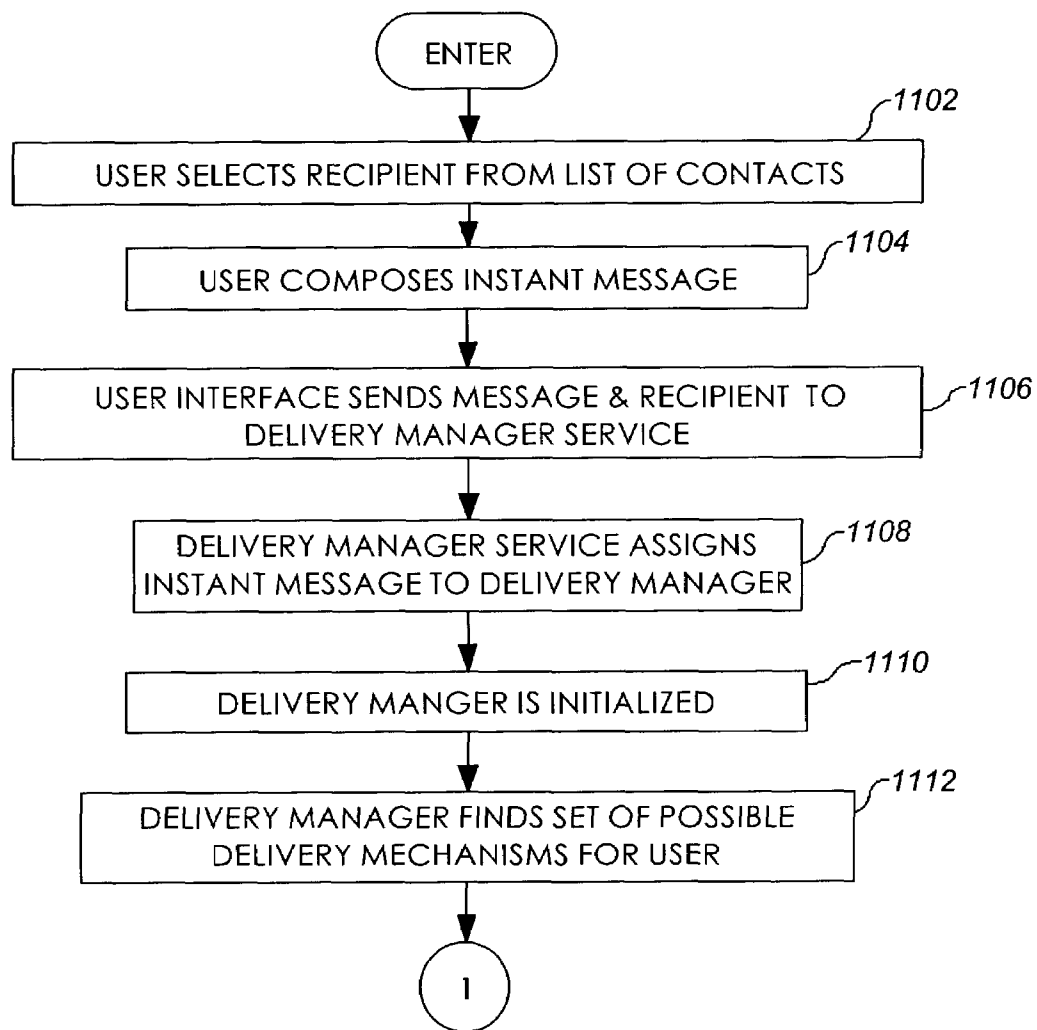 ENTER
1102
USER SELECTS RECIPIENT FROM LIST OF CONTACTS
1104
USER COMPOSES INSTANT MESSAGE
1106
USER INTERFACE SENDS MESSAGE & RECIPIENT TO
DELIVERY MANAGER SERVICE
1108
DELIVERY MANAGER SERVICE ASSIGNS
INSTANT MESSAGE TO DELIVERY MANAGER
1110
DELIVERY MANGER IS INITIALIZED
1112
DELIVERY MANAGER FINDS SET OF POSSIBLE
DELIVERY MECHANISMS FOR USER
1